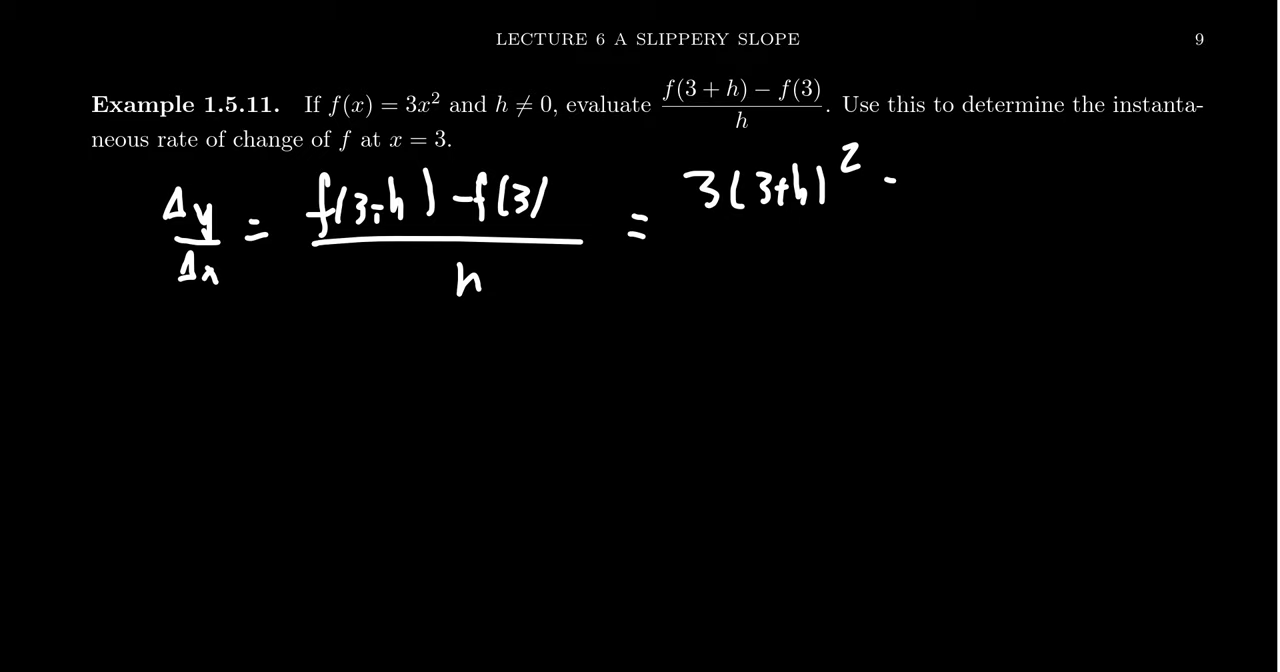 LECTURE 6 A SLIPPERY SLOPE 9
Example 1.5.11. If f(x) = 3x² and h ≠ 0, evaluate (f(3 + h) − f(3))/h. Use this to determine the instanta-
neous rate of change of f at x = 3.
Δy/Δx = (f(3+h) − f(3))/h = 3(3+h)² -